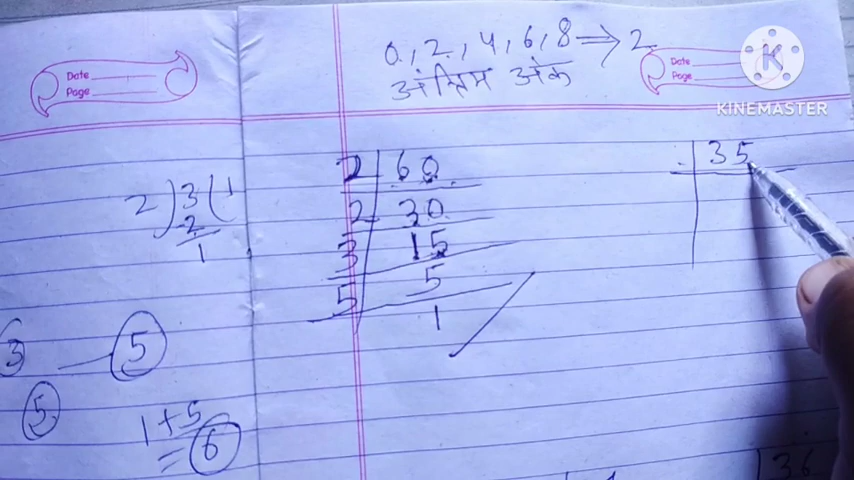 0, 2, 4, 6, 8 ⇒ 2
अंन्तिम अंक
Date
Page
Date
Page
KINEMASTER
2 | 60
2 | 30
3 | 15
5 | 5
1
35
2 ) 3 ( 1
2
1
3 — 5
5
1+5
= 6
36